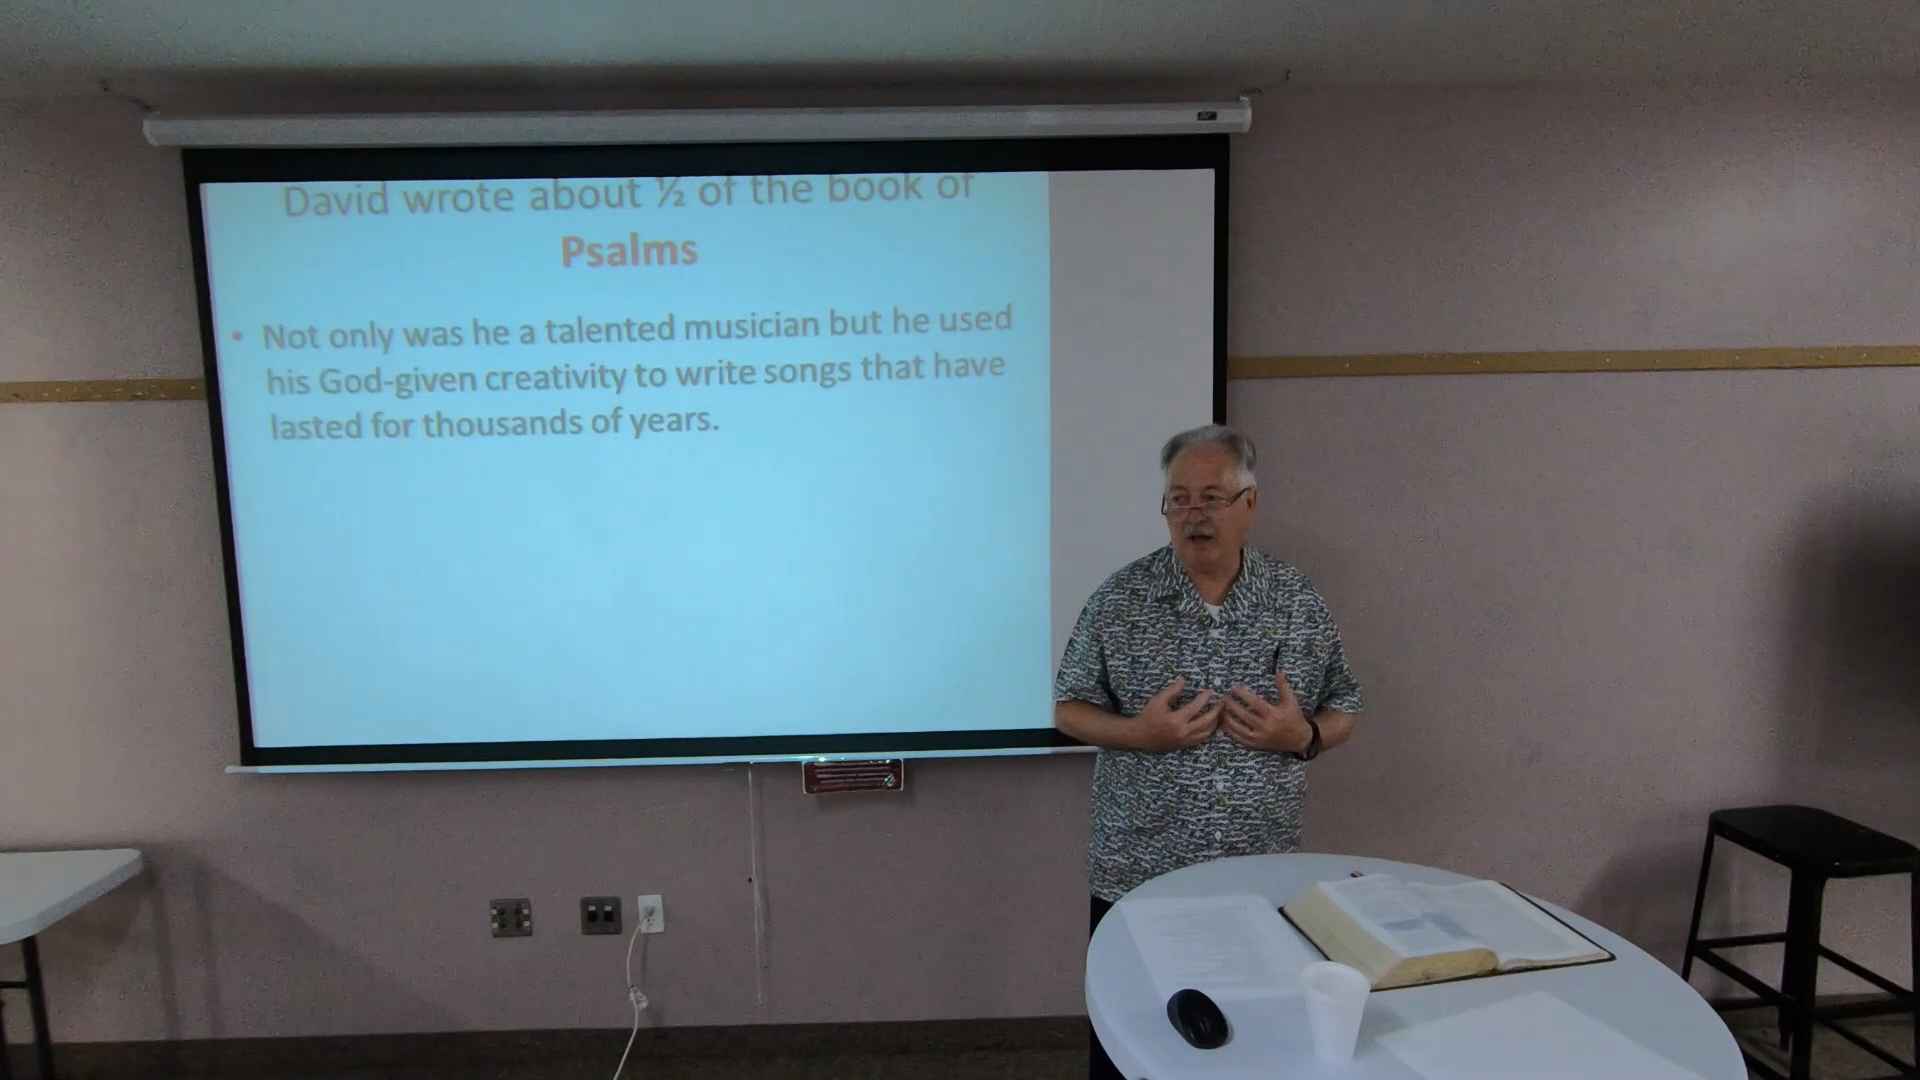 David wrote about ½ of the book of
Psalms
• Not only was he a talented musician but he used
his God-given creativity to write songs that have
lasted for thousands of years.